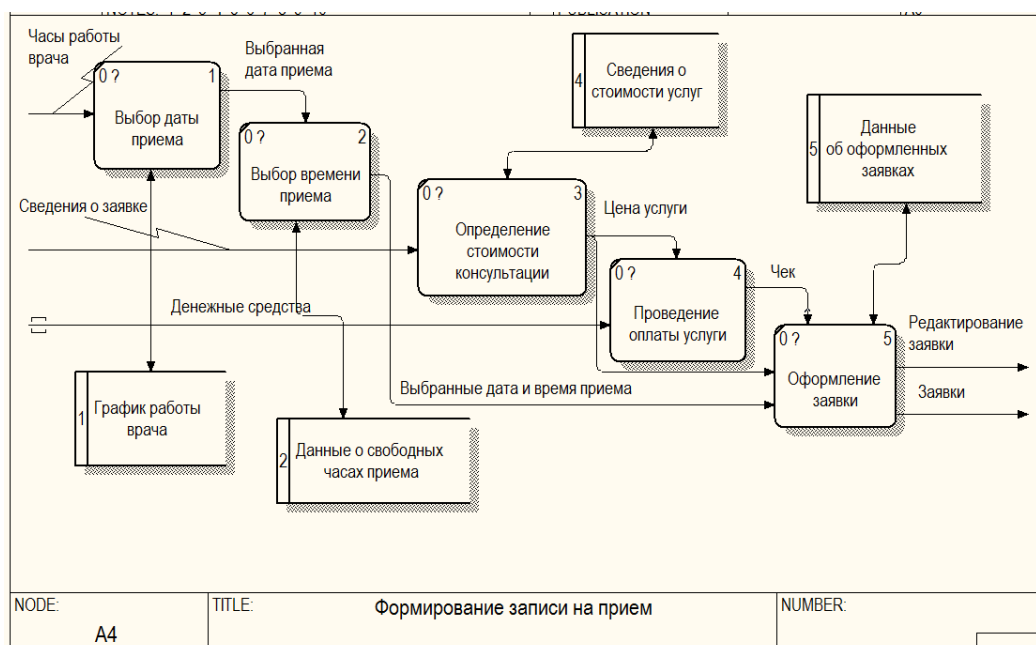 Часы работы
врача
0 ?
1
Выбор даты
приема
Выбранная
дата приема
0 ?
2
Выбор времени
приема
4
Сведения о
стоимости услуг
5
Данные
об оформленных
заявках
Сведения о заявке
0 ?
3
Определение
стоимости
консультации
Цена услуги
0 ?
4
Проведение
оплаты услуги
Чек
Денежные средства
0 ?
5
Оформление
заявки
Редактирование
заявки
Заявки
Выбранные дата и время приема
1
График работы
врача
2
Данные о свободных
часах приема
NODE:
A4
TITLE:
Формирование записи на прием
NUMBER: